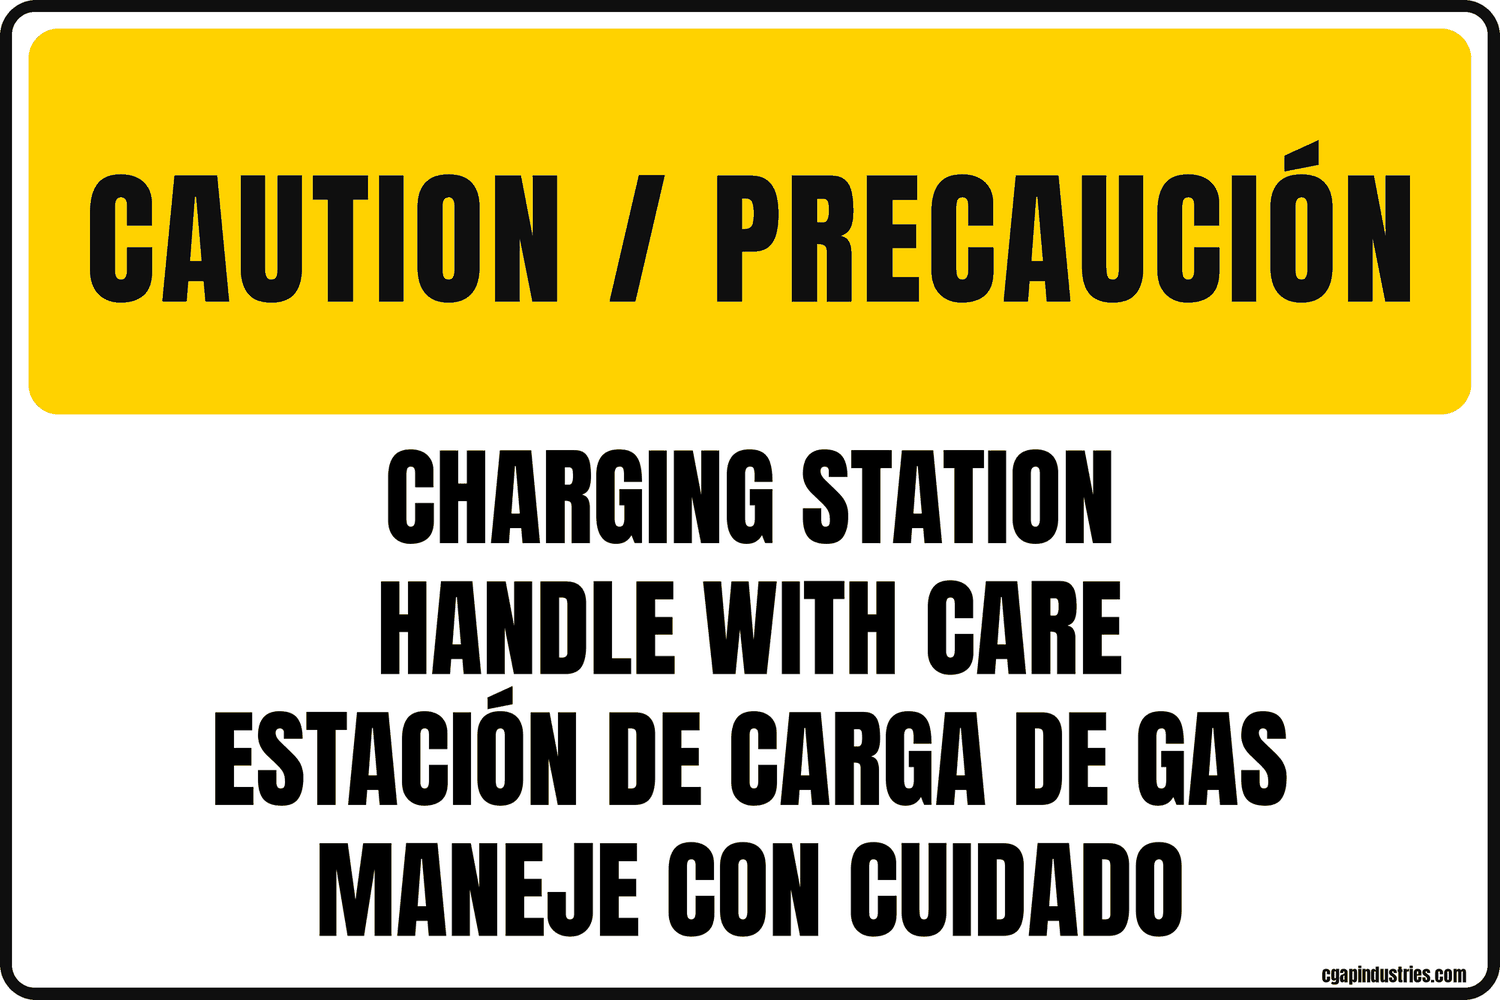 CAUTION / PRECAUCIÓN
CHARGING STATION
HANDLE WITH CARE
ESTACIÓN DE CARGA DE GAS
MANEJE CON CUIDADO
cgapindustries.com